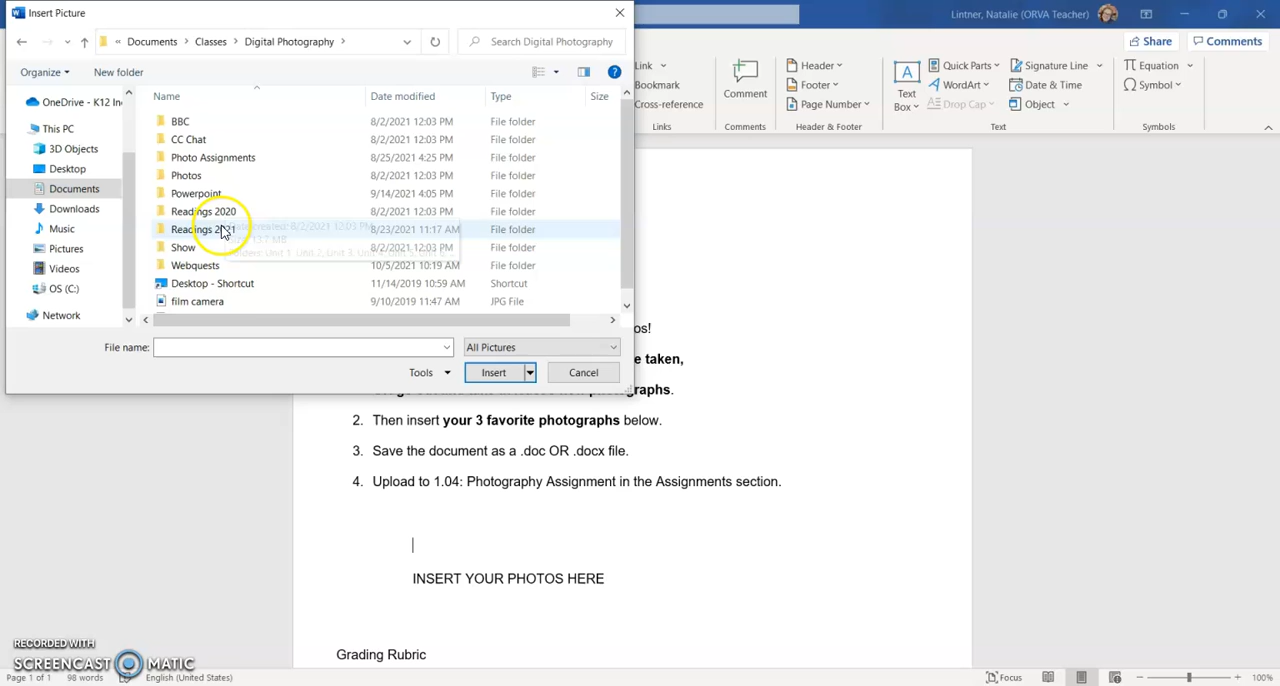 Insert Picture
Lintner, Natalie (ORVA Teacher)
« Documents > Classes > Digital Photography >
Search Digital Photography
Share
Comments
Organize
New folder
Link
Bookmark
Cross-reference
Links
Comment
Comments
Header
Footer
Page Number
Header & Footer
Text Box
Quick Parts
WordArt
Drop Cap
Signature Line
Date & Time
Object
Text
Equation
Symbol
Symbols
Name
Date modified
Type
Size
OneDrive - K12 In
This PC
3D Objects
Desktop
Documents
Downloads
Music
Pictures
Videos
OS (C:)
Network
BBC 8/2/2021 12:03 PM File folder
CC Chat 8/2/2021 12:03 PM File folder
Photo Assignments 8/25/2021 4:25 PM File folder
Photos 8/2/2021 12:03 PM File folder
Powerpoint 9/14/2021 4:05 PM File folder
Readings 2020 8/2/2021 12:03 PM File folder
Readings 2021 8/23/2021 11:17 AM File folder
Show 8/2/2021 12:03 PM File folder
Webquests 10/5/2021 10:19 AM File folder
Desktop - Shortcut 11/14/2019 10:59 AM Shortcut
film camera 9/10/2019 11:47 AM JPG File
File name:
All Pictures
Tools
Insert
Cancel
os!
e taken,
photographs.
2. Then insert your 3 favorite photographs below.
3. Save the document as a .doc OR .docx file.
4. Upload to 1.04: Photography Assignment in the Assignments section.
INSERT YOUR PHOTOS HERE
Grading Rubric
RECORDED WITH
SCREENCAST MATIC
Page 1 of 1
98 words
English (United States)
Focus
100%